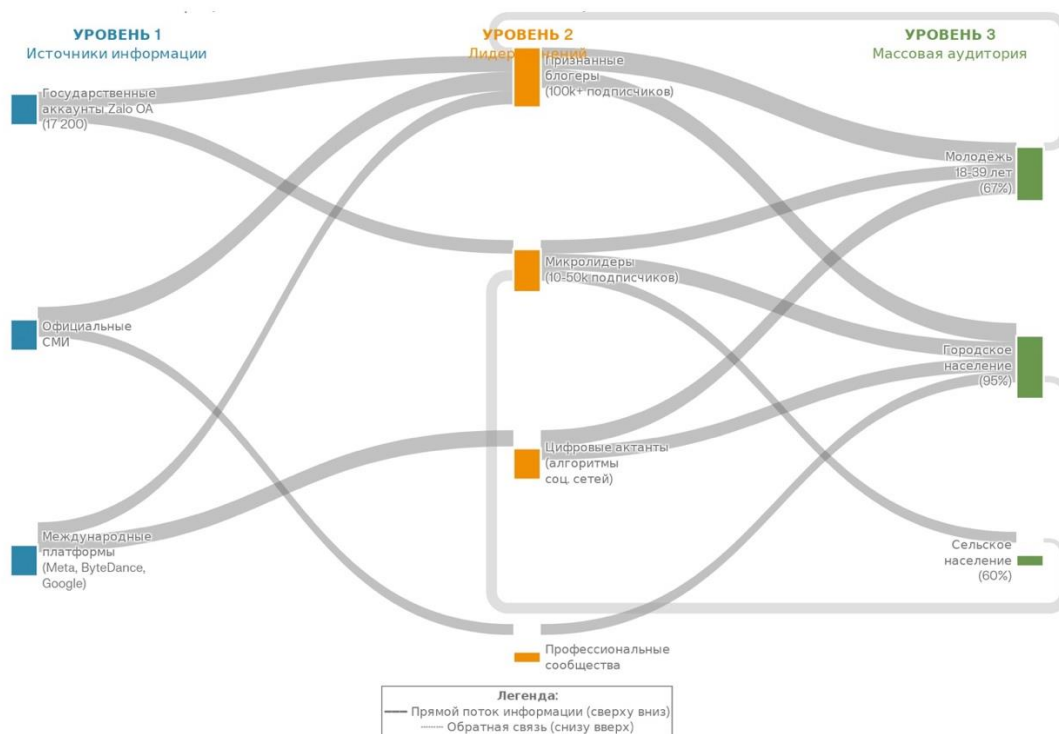 УРОВЕНЬ 1
Источники информации
УРОВЕНЬ 2
УРОВЕНЬ 3
Массовая аудитория
Государственные
аккаунты Zalo OA
(17 200)
Официальные
СМИ
Международные
платформы
(Meta, ByteDance,
Google)
Признанные
блогеры
(100k+ подписчиков)
Микролидеры
(10-50k подписчиков)
Цифровые актанты
(алгоритмы
соц. сетей)
Профессиональные
сообщества
Молодёжь
18-39 лет
(67%)
Городское
население
(95%)
Сельское
население
(60%)
Легенда:
Прямой поток информации (сверху вниз)
Обратная связь (снизу вверх)